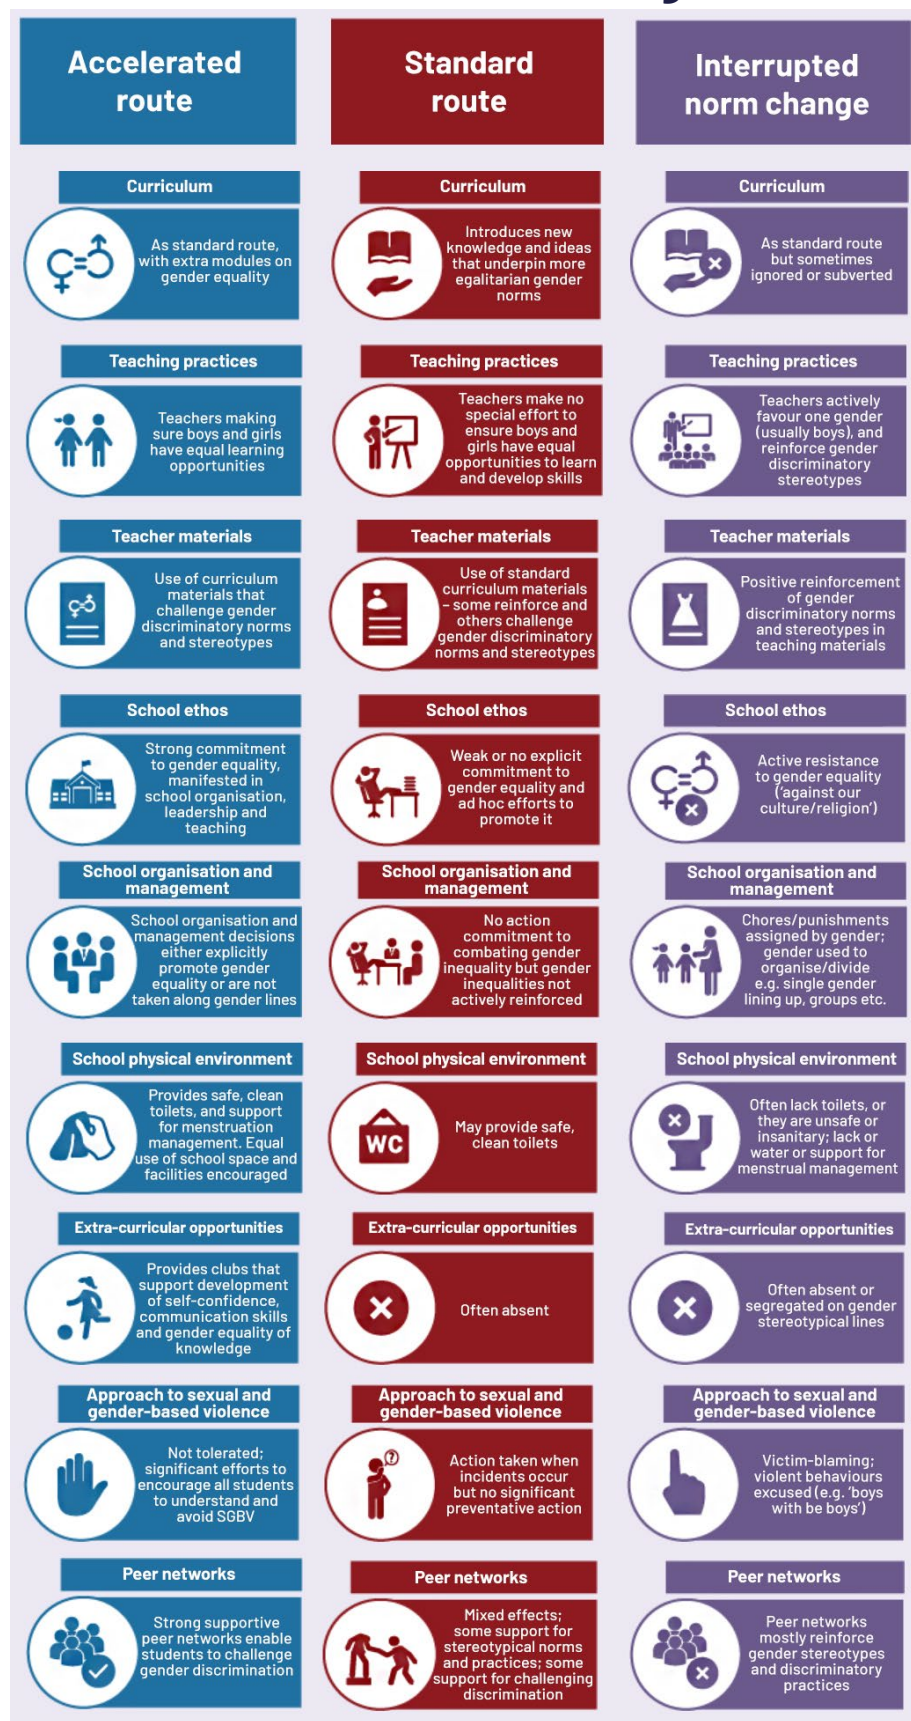 Accelerated
route
Standard
route
Interrupted
norm change
Curriculum
As standard route,
with extra modules on
gender equality
Curriculum
Introduces new
knowledge and ideas
that underpin more
egalitarian gender
norms
Curriculum
As standard route
but sometimes
ignored or subverted
Teaching practices
Teachers making
sure boys and girls
have equal learning
opportunities
Teaching practices
Teachers make no
special effort to
ensure boys and
girls have equal
opportunities to learn
and develop skills
Teaching practices
Teachers actively
favour one gender
(usually boys), and
reinforce gender
discriminatory
stereotypes
Teacher materials
Use of curriculum
materials that
challenge gender
discriminatory norms
and stereotypes
Teacher materials
Use of standard
curriculum materials
– some reinforce and
others challenge
gender discriminatory
norms and stereotypes
Teacher materials
Positive reinforcement
of gender
discriminatory norms
and stereotypes in
teaching materials
School ethos
Strong commitment
to gender equality,
manifested in
school organisation,
leadership and
teaching
School ethos
Weak or no explicit
commitment to
gender equality and
ad hoc efforts to
promote it
School ethos
Active resistance
to gender equality
(‘against our
culture/religion’)
School organisation and
management
School organisation and
management decisions
either explicitly
promote gender
equality or are not
taken along gender lines
School organisation and
management
No action
commitment to
combating gender
inequality but gender
inequalities not
actively reinforced
School organisation and
management
Chores/punishments
assigned by gender;
gender used to
organise/divide
e.g. single gender
lining up, groups etc.
School physical environment
Provides safe, clean
toilets, and support
for menstruation
management. Equal
use of school space and
facilities encouraged
School physical environment
WC
May provide safe,
clean toilets
School physical environment
Often lack toilets, or
they are unsafe or
insanitary; lack or
water or support for
menstrual management
Extra-curricular opportunities
Provides clubs that
support development
of self-confidence,
communication skills
and gender equality of
knowledge
Extra-curricular opportunities
Often absent
Extra-curricular opportunities
Often absent or
segregated on gender
stereotypical lines
Approach to sexual and
gender-based violence
Not tolerated;
significant efforts to
encourage all students
to understand and
avoid SGBV
Approach to sexual and
gender-based violence
Action taken when
incidents occur
but no significant
preventative action
Approach to sexual and
gender-based violence
Victim-blaming;
violent behaviours
excused (e.g. ‘boys
with be boys’)
Peer networks
Strong supportive
peer networks enable
students to challenge
gender discrimination
Peer networks
Mixed effects;
some support for
stereotypical norms
and practices; some
support for challenging
discrimination
Peer networks
Peer networks
mostly reinforce
gender stereotypes
and discriminatory
practices